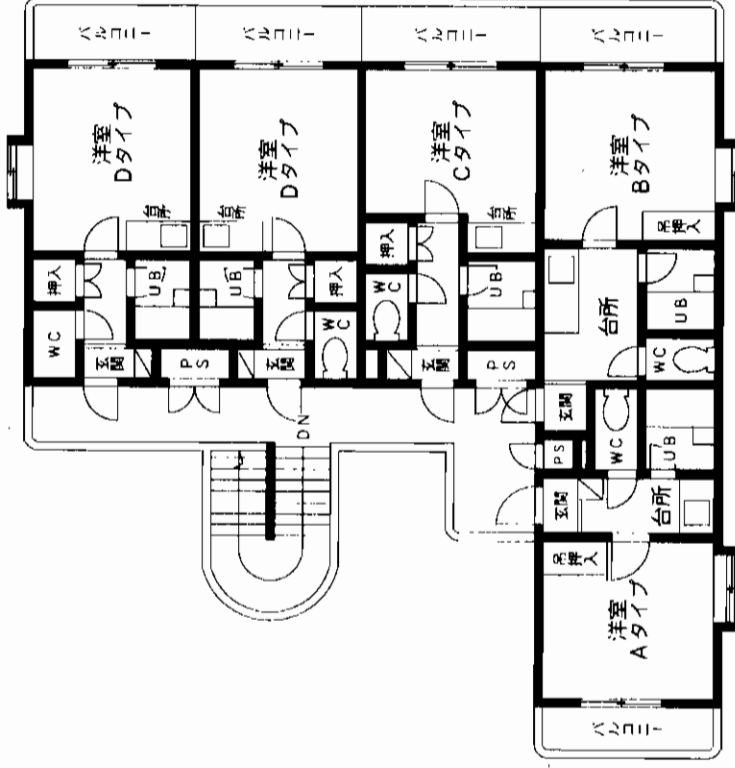 バルコニー
バルコニー
バルコニー
バルコニー
洋室
Dタイプ
洋室
Dタイプ
洋室
Cタイプ
洋室
Bタイプ
台所
台所
台所
吊押入
押入
UB
UB
押入
押入
WC
UB
台所
UB
WC
玄関
PS
玄関
WC
玄関
PS
玄関
WC
DN
PS
WC
UB
玄関
台所
吊押入
洋室
Aタイプ
バルコニー